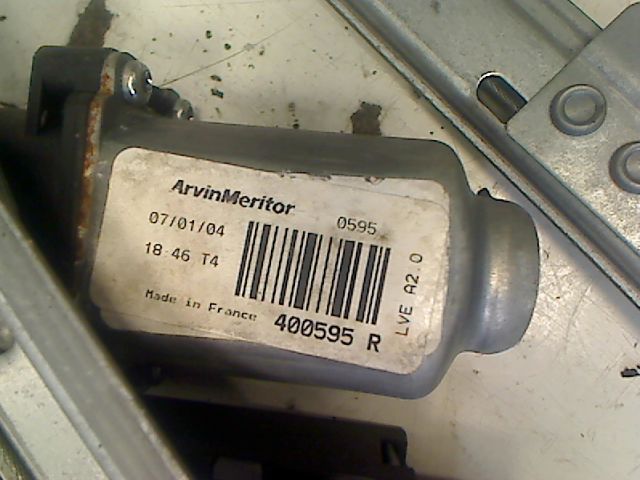 ArvinMeritor 0595
07/01/04
18 46 T4
Made in France 400595 R
LVE A2.0